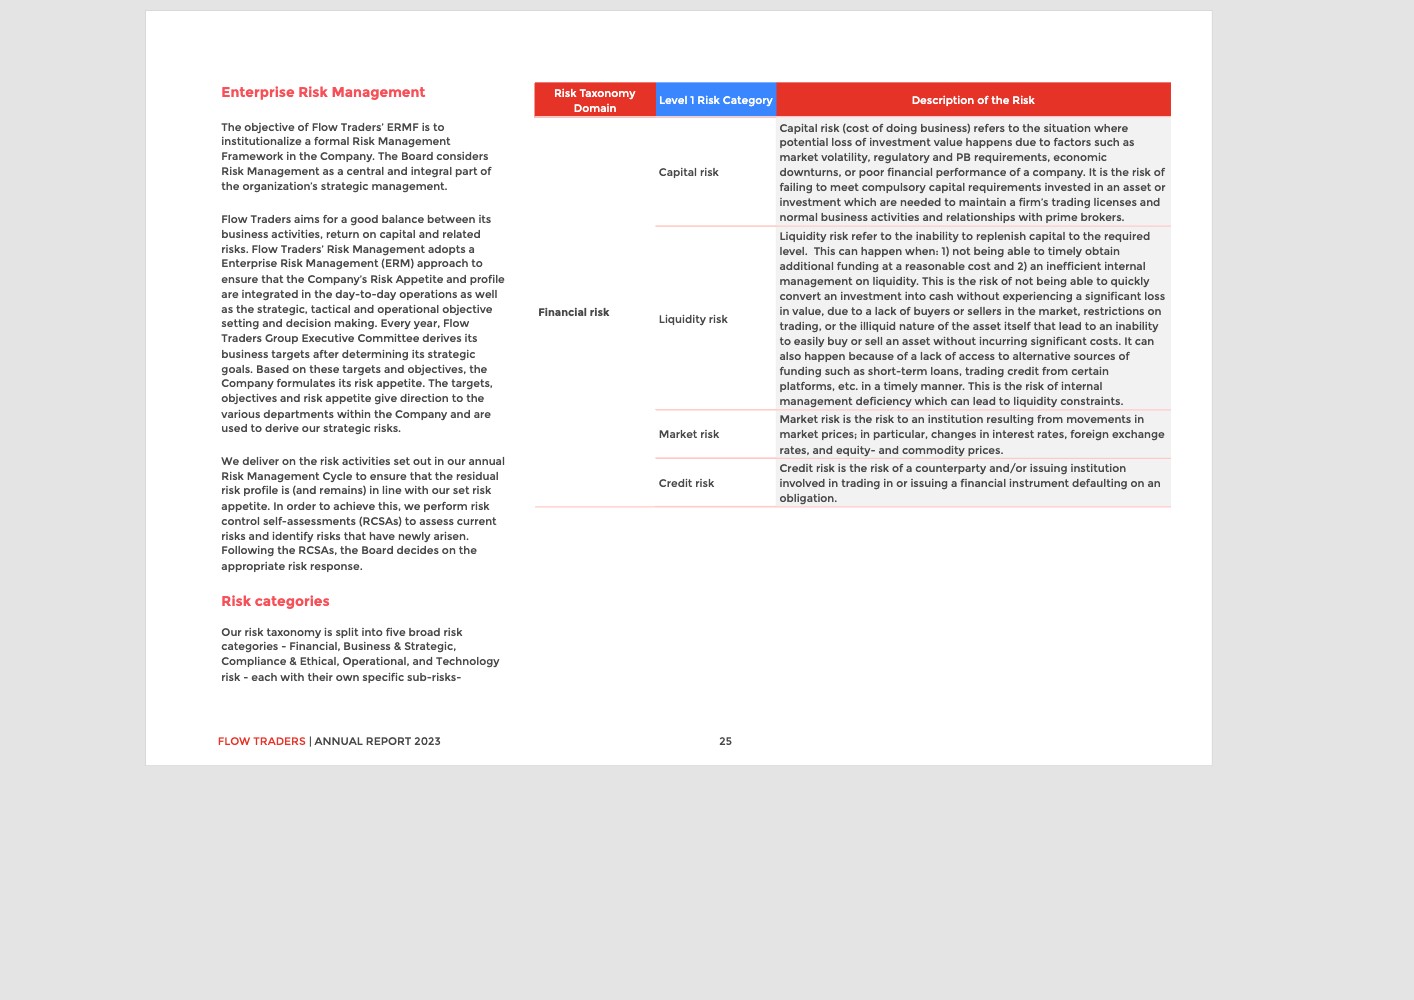 Enterprise Risk Management
The objective of Flow Traders' ERMF is to
institutionalize a formal Risk Management
Framework in the Company. The Board considers
Risk Management as a central and integral part of
the organization's strategic management.
Flow Traders aims for a good balance between its
business activities, return on capital and related
risks. Flow Traders' Risk Management adopts a
Enterprise Risk Management (ERM) approach to
ensure that the Company's Risk Appetite and profile
are integrated in the day-to-day operations as well
as the strategic, tactical and operational objective
setting and decision making. Every year, Flow
Traders Group Executive Committee derives its
business targets after determining its strategic
goals. Based on these targets and objectives, the
Company formulates its risk appetite. The targets,
objectives and risk appetite give direction to the
various departments within the Company and are
used to derive our strategic risks.
We deliver on the risk activities set out in our annual
Risk Management Cycle to ensure that the residual
risk profile is (and remains) in line with our set risk
appetite. In order to achieve this, we perform risk
control self-assessments (RCSAs) to assess current
risks and identify risks that have newly arisen.
Following the RCSAs, the Board decides on the
appropriate risk response.
Risk categories
Our risk taxonomy is split into five broad risk
categories - Financial, Business & Strategic,
Compliance & Ethical, Operational, and Technology
risk - each with their own specific sub-risks-
Risk Taxonomy
Domain
Level 1 Risk Category
Description of the Risk
Financial risk
Capital risk
Capital risk (cost of doing business) refers to the situation where
potential loss of investment value happens due to factors such as
market volatility, regulatory and PB requirements, economic
downturns, or poor financial performance of a company. It is the risk of
failing to meet compulsory capital requirements invested in an asset or
investment which are needed to maintain a firm's trading licenses and
normal business activities and relationships with prime brokers.
Liquidity risk
Liquidity risk refer to the inability to replenish capital to the required
level.  This can happen when: 1) not being able to timely obtain
additional funding at a reasonable cost and 2) an inefficient internal
management on liquidity. This is the risk of not being able to quickly
convert an investment into cash without experiencing a significant loss
in value, due to a lack of buyers or sellers in the market, restrictions on
trading, or the illiquid nature of the asset itself that lead to an inability
to easily buy or sell an asset without incurring significant costs. It can
also happen because of a lack of access to alternative sources of
funding such as short-term loans, trading credit from certain
platforms, etc. in a timely manner. This is the risk of internal
management deficiency which can lead to liquidity constraints.
Market risk
Market risk is the risk to an institution resulting from movements in
market prices; in particular, changes in interest rates, foreign exchange
rates, and equity- and commodity prices.
Credit risk
Credit risk is the risk of a counterparty and/or issuing institution
involved in trading in or issuing a financial instrument defaulting on an
obligation.
FLOW TRADERS | ANNUAL REPORT 2023
25